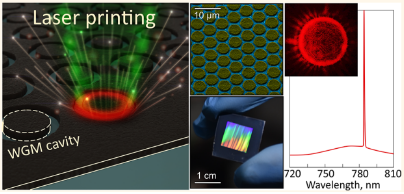 Laser printing
WGM cavity
10 μm
1 cm
720 750 780 810
Wavelength, nm